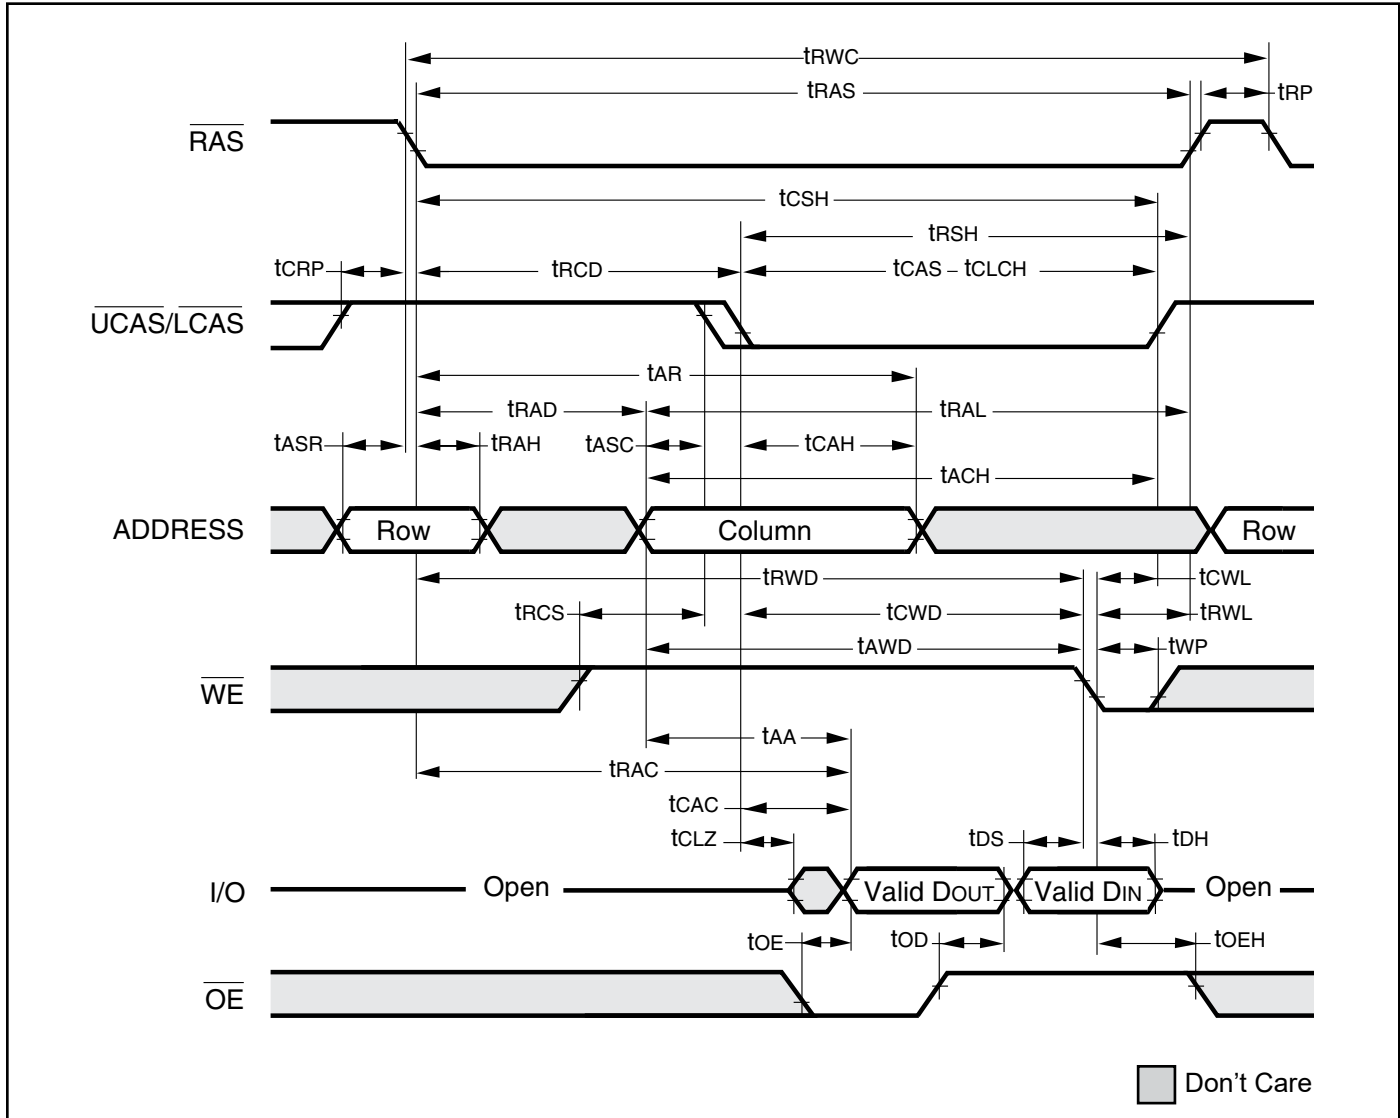 tRWC
tRAS
tRP
RAS
tCSH
tRSH
tCRP
tRCD
tCAS – tCLCH
UCAS/LCAS
tAR
tRAD
tRAL
tASR
tRAH
tASC
tCAH
tACH
ADDRESS
Row
Column
Row
tRWD
tCWL
tRCS
tCWD
tRWL
tAWD
tWP
WE
tAA
tRAC
tCAC
tCLZ
tDS
tDH
I/O
Open
Valid DOUT
Valid DIN
Open
tOE
tOD
tOEH
OE
Don't Care